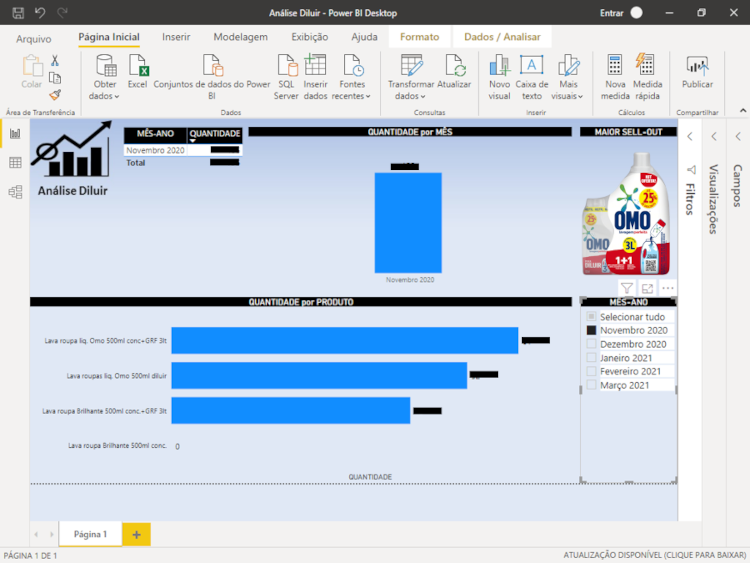 Análise Diluir - Power BI Desktop
Entrar
Arquivo
Página Inicial
Inserir
Modelagem
Exibição
Ajuda
Formato
Dados / Analisar
Colar
Obter dados
Excel
Conjuntos de dados do Power BI
SQL Server
Inserir dados
Fontes recentes
Transformar dados
Atualizar
Novo visual
Caixa de texto
Mais visuais
Nova medida
Medida rápida
Publicar
Área de Transferência
Dados
Consultas
Inserir
Cálculos
Compartilhar
Análise Diluir
MÊS-ANO QUANTIDADE
Novembro 2020
Total
QUANTIDADE por MÊS
Novembro 2020
MAIOR SELL-OUT
25%
OMO
3L
1+1
25%
OMO
DILUIR
Filtros
Visualizações
Campos
QUANTIDADE por PRODUTO
Lava roupa liq. Omo 500ml conc+GRF 3lt
Lava roupas liq. Omo 500ml diluir
Lava roupa Brilhante 500ml conc.+GRF 3lt
Lava roupa Brilhante 500ml conc. 0
QUANTIDADE
MÊS-ANO
Selecionar tudo
Novembro 2020
Dezembro 2020
Janeiro 2021
Fevereiro 2021
Março 2021
Página 1
PÁGINA 1 DE 1
ATUALIZAÇÃO DISPONÍVEL (CLIQUE PARA BAIXAR)